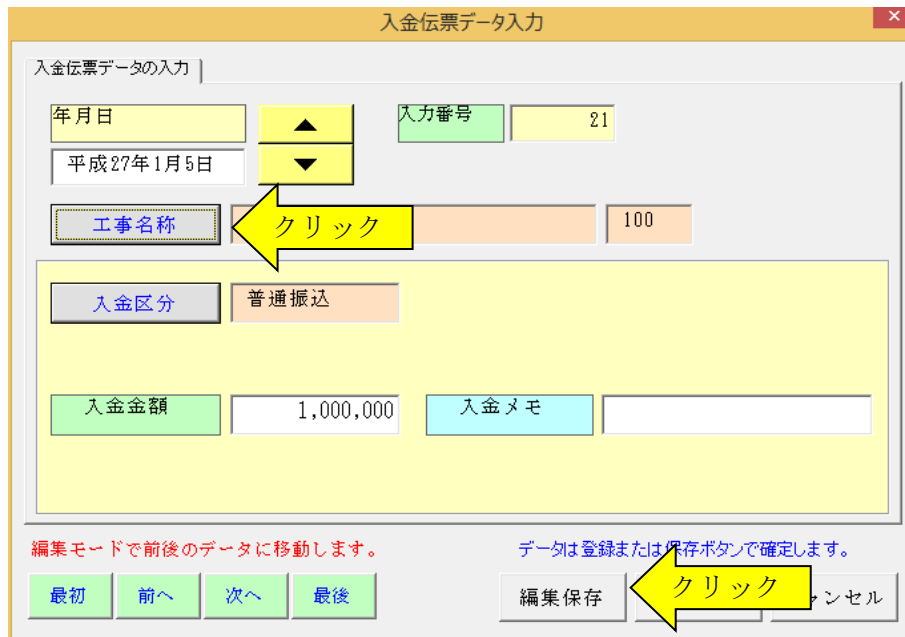 入金伝票データ入力
入金伝票データの入力
年月日
入力番号
21
平成27年1月5日
工事名称
クリック
100
入金区分
普通振込
入金金額
1,000,000
入金メモ
編集モードで前後のデータに移動します。
データは登録または保存ボタンで確定します。
最初
前へ
次へ
最後
編集保存
クリック
ャンセル